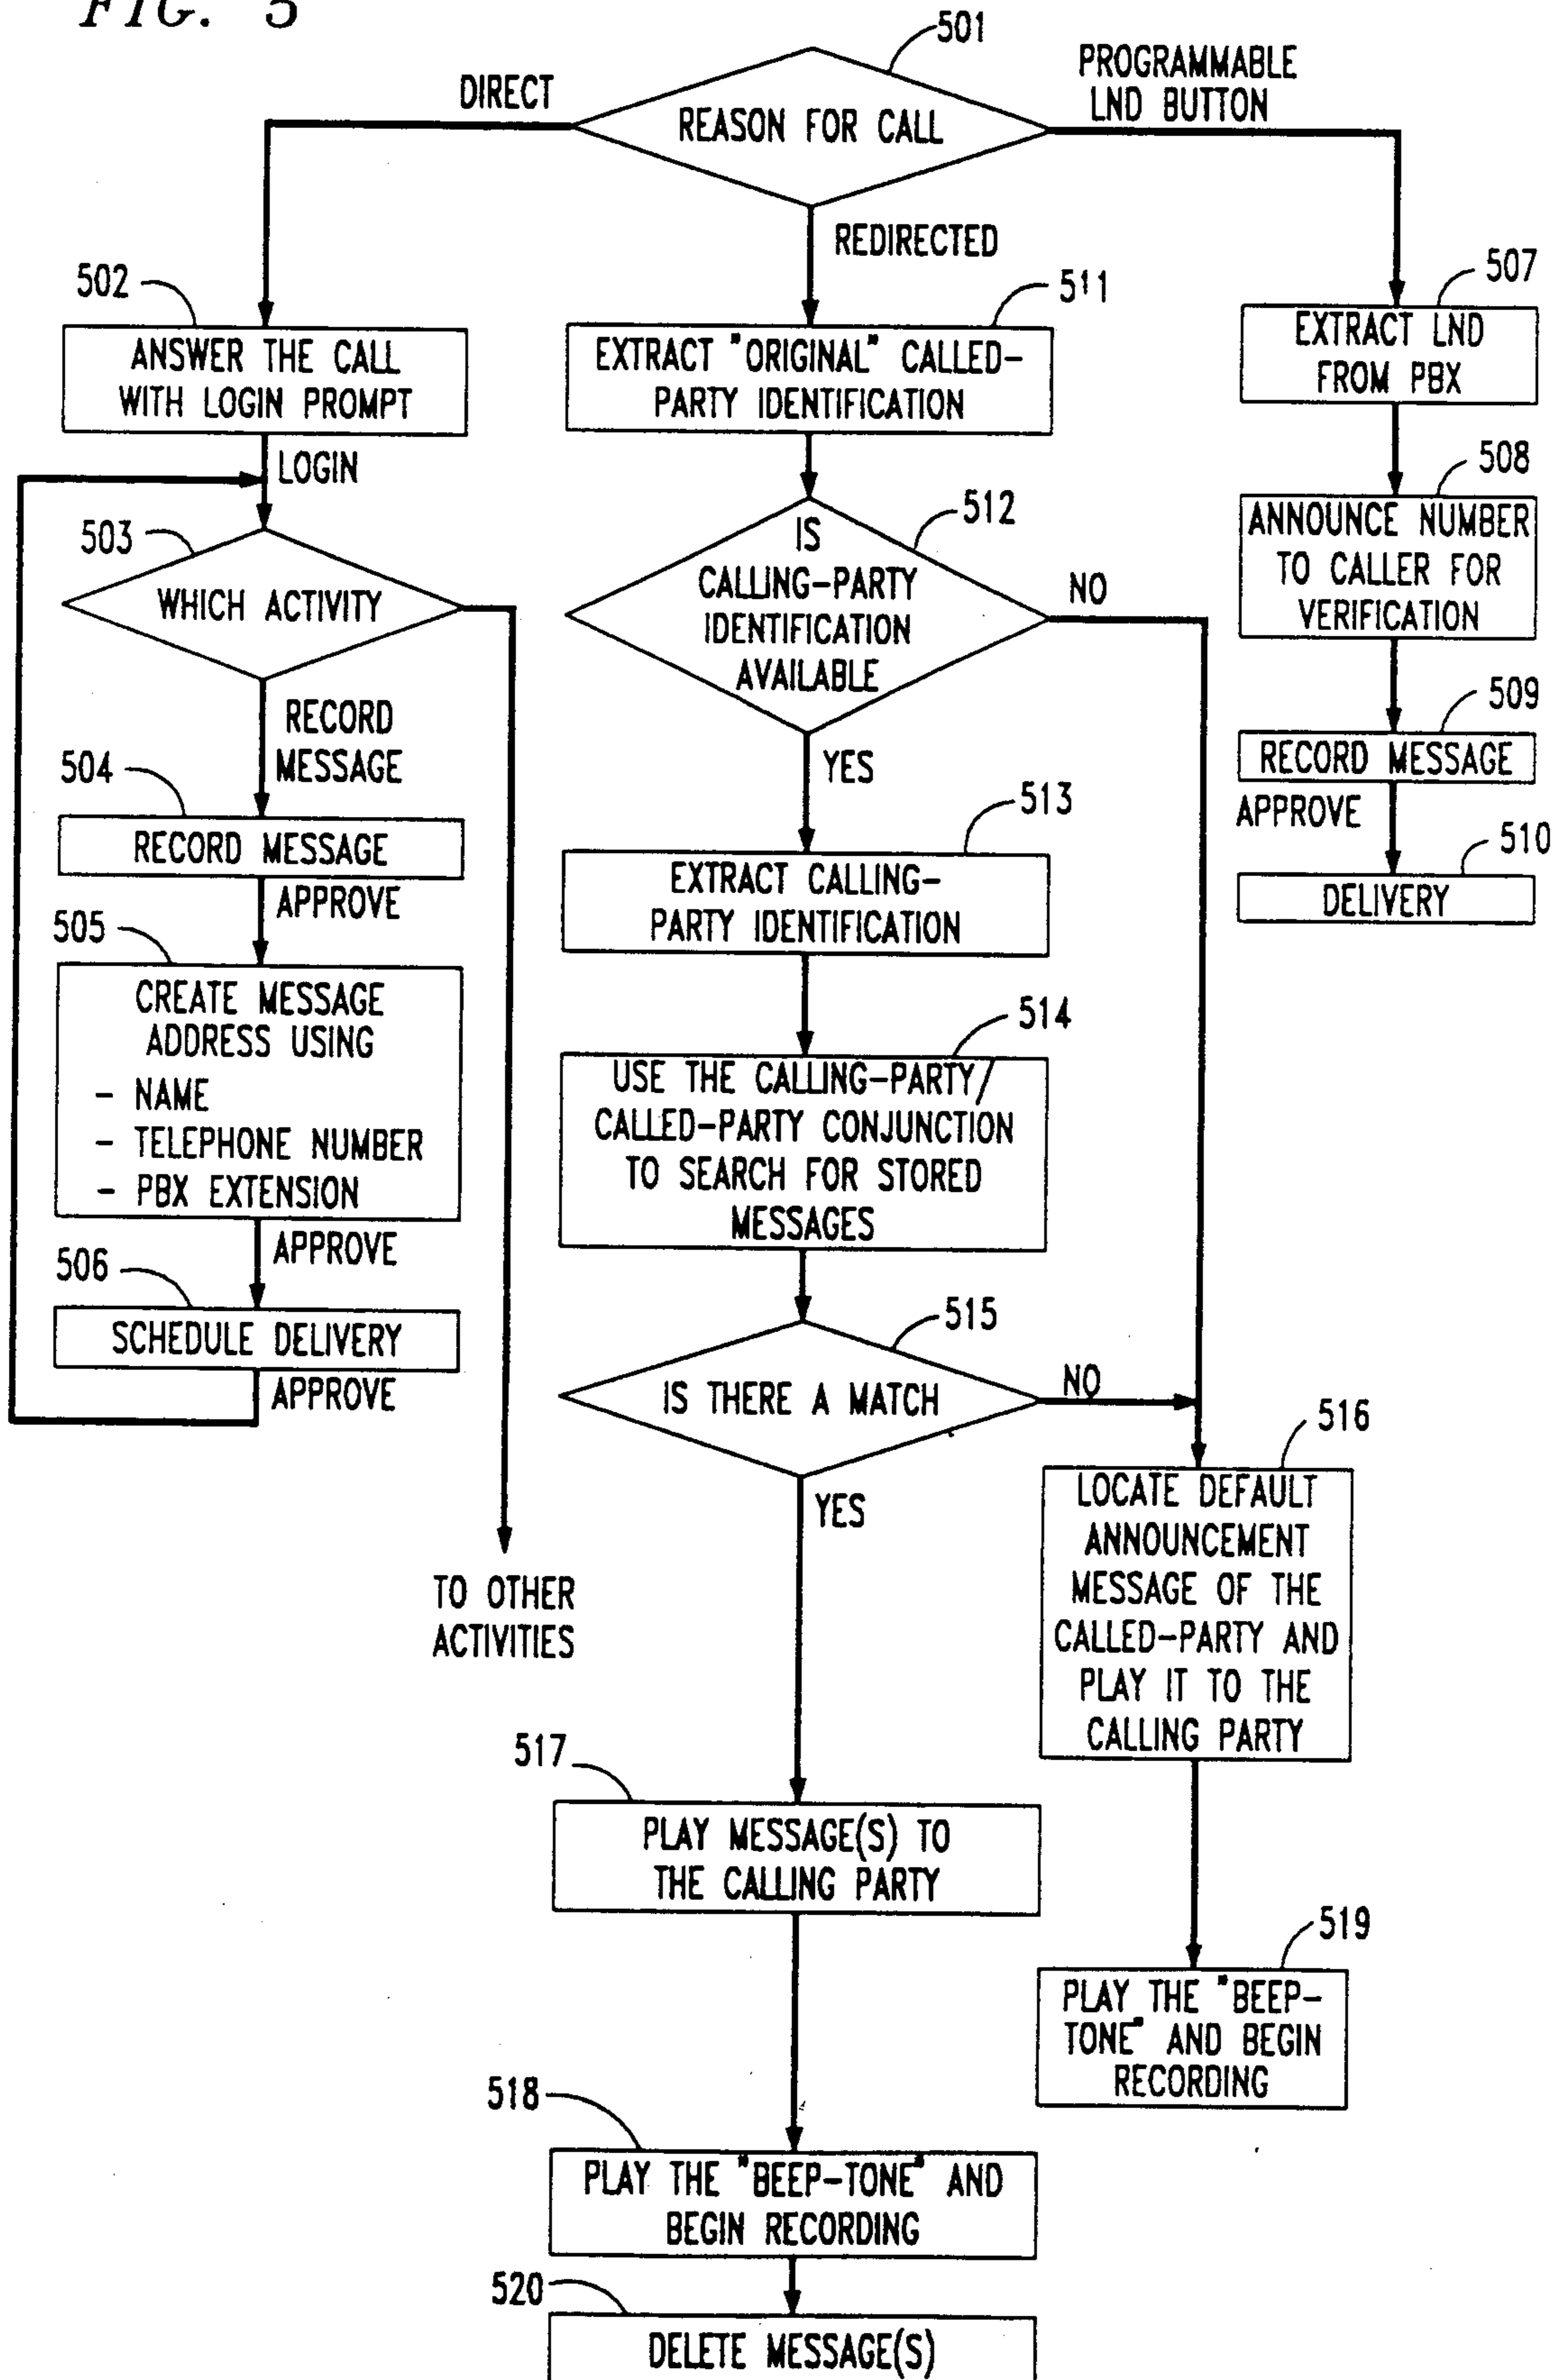 FIG. 5
501
DIRECT
REASON FOR CALL
PROGRAMMABLE
LND BUTTON
REDIRECTED
502
ANSWER THE CALL
WITH LOGIN PROMPT
LOGIN
503
WHICH ACTIVITY
RECORD
MESSAGE
504
RECORD MESSAGE
APPROVE
505
CREATE MESSAGE
ADDRESS USING
- NAME
- TELEPHONE NUMBER
- PBX EXTENSION
APPROVE
506
SCHEDULE DELIVERY
APPROVE
TO OTHER
ACTIVITIES
511
EXTRACT "ORIGINAL" CALLED-
PARTY IDENTIFICATION
512
IS
CALLING-PARTY
IDENTIFICATION
AVAILABLE
NO
YES
513
EXTRACT CALLING-
PARTY IDENTIFICATION
514
USE THE CALLING-PARTY/
CALLED-PARTY CONJUNCTION
TO SEARCH FOR STORED
MESSAGES
515
IS THERE A MATCH
NO
YES
516
LOCATE DEFAULT
ANNOUNCEMENT
MESSAGE OF THE
CALLED-PARTY AND
PLAY IT TO THE
CALLING PARTY
517
PLAY MESSAGE(S) TO
THE CALLING PARTY
519
PLAY THE "BEEP-
TONE" AND BEGIN
RECORDING
518
PLAY THE "BEEP-TONE" AND
BEGIN RECORDING
520
DELETE MESSAGE(S)
507
EXTRACT LND
FROM PBX
508
ANNOUNCE NUMBER
TO CALLER FOR
VERIFICATION
509
RECORD MESSAGE
APPROVE
510
DELIVERY